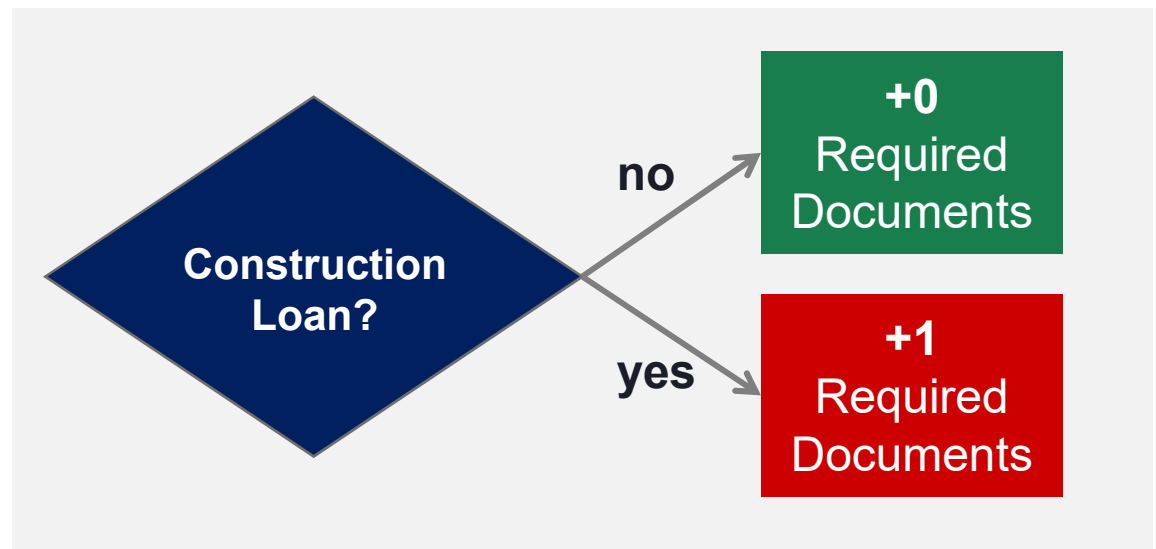 Construction
Loan?
no
+0
Required
Documents
yes
+1
Required
Documents